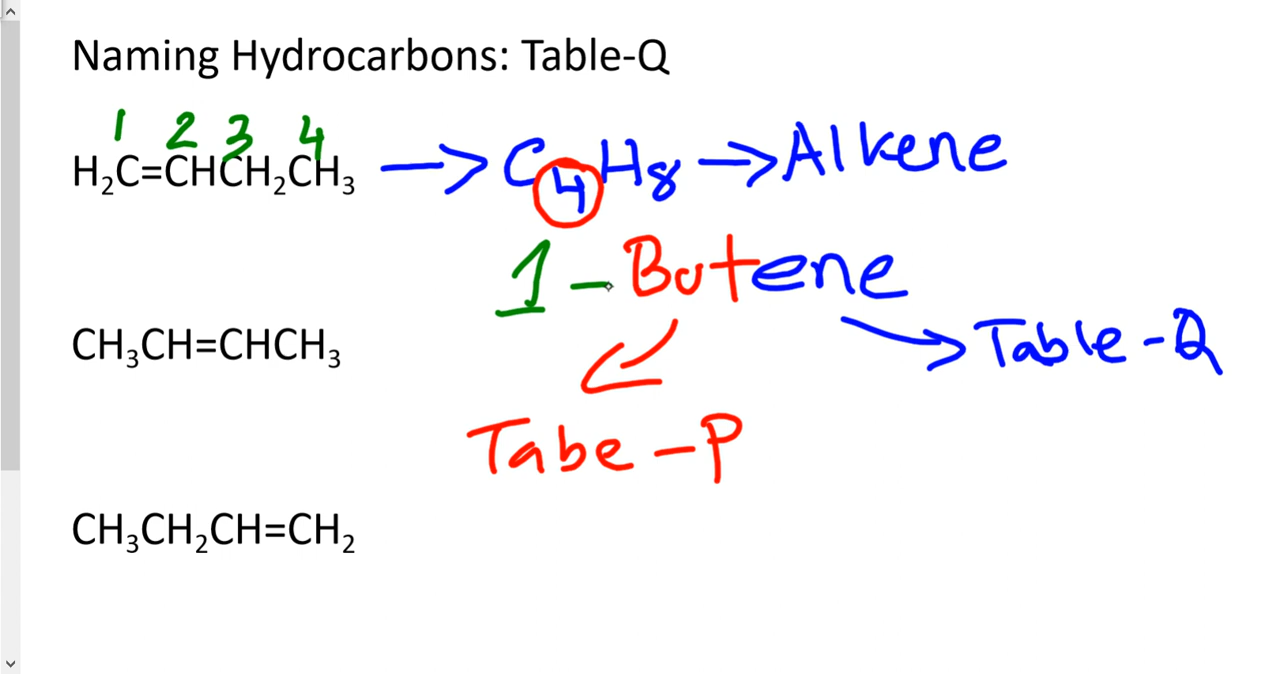 Naming Hydrocarbons: Table-Q
1 2 3 4
H₂C=CHCH₂CH₃ → C₄H₈ → Alkene
1 - Butene
CH₃CH=CHCH₃
→ Table - Q
Tabe - P
CH₃CH₂CH=CH₂